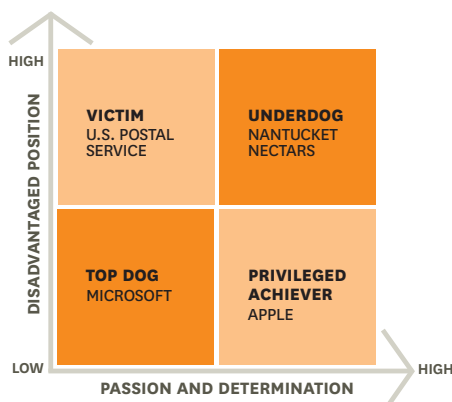 HIGH
DISADVANTAGED POSITION
VICTIM
U.S. POSTAL
SERVICE
UNDERDOG
NANTUCKET
NECTARS
TOP DOG
MICROSOFT
PRIVILEGED
ACHIEVER
APPLE
LOW
HIGH
PASSION AND DETERMINATION